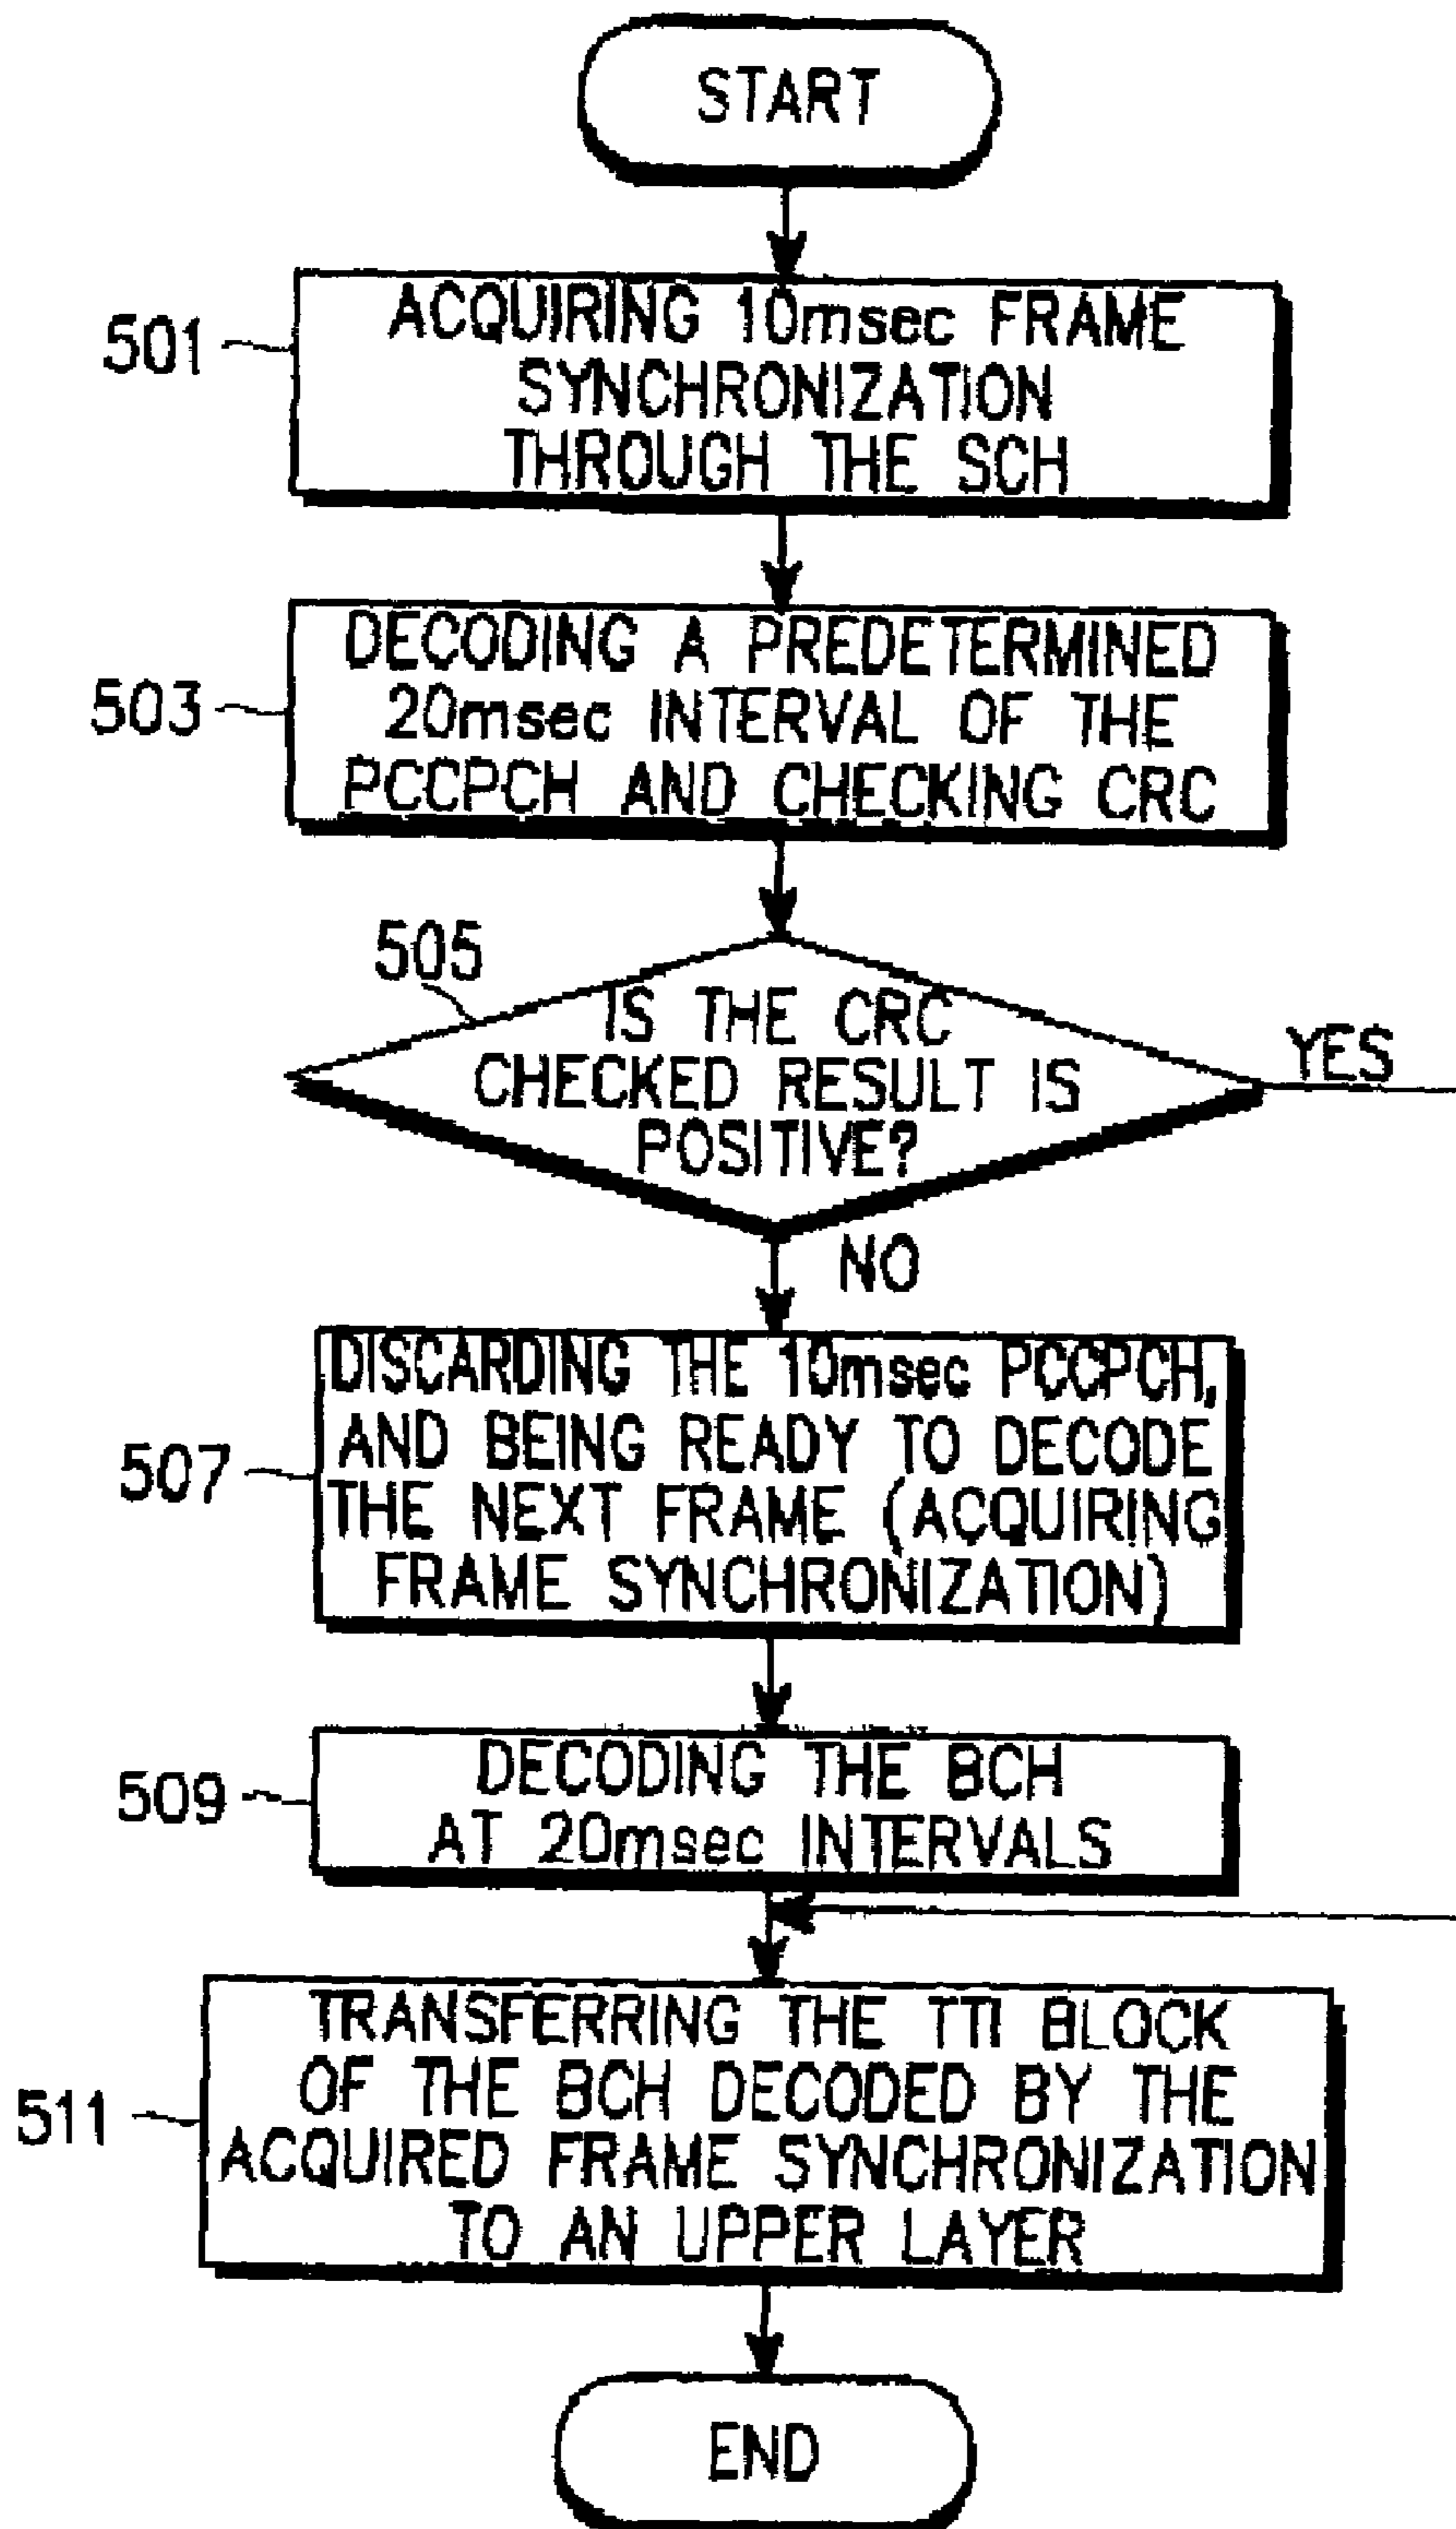 START
501
ACQUIRING 10msec FRAME
SYNCHRONIZATION
THROUGH THE SCH
503
DECODING A PREDETERMINED
20msec INTERVAL OF THE
PCCPCH AND CHECKING CRC
505
IS THE CRC
CHECKED RESULT IS
POSITIVE?
YES
NO
507
DISCARDING THE 10msec PCCPCH,
AND BEING READY TO DECODE
THE NEXT FRAME (ACQUIRING
FRAME SYNCHRONIZATION)
509
DECODING THE BCH
AT 20msec INTERVALS
511
TRANSFERRING THE TTI BLOCK
OF THE BCH DECODED BY THE
ACQUIRED FRAME SYNCHRONIZATION
TO AN UPPER LAYER
END